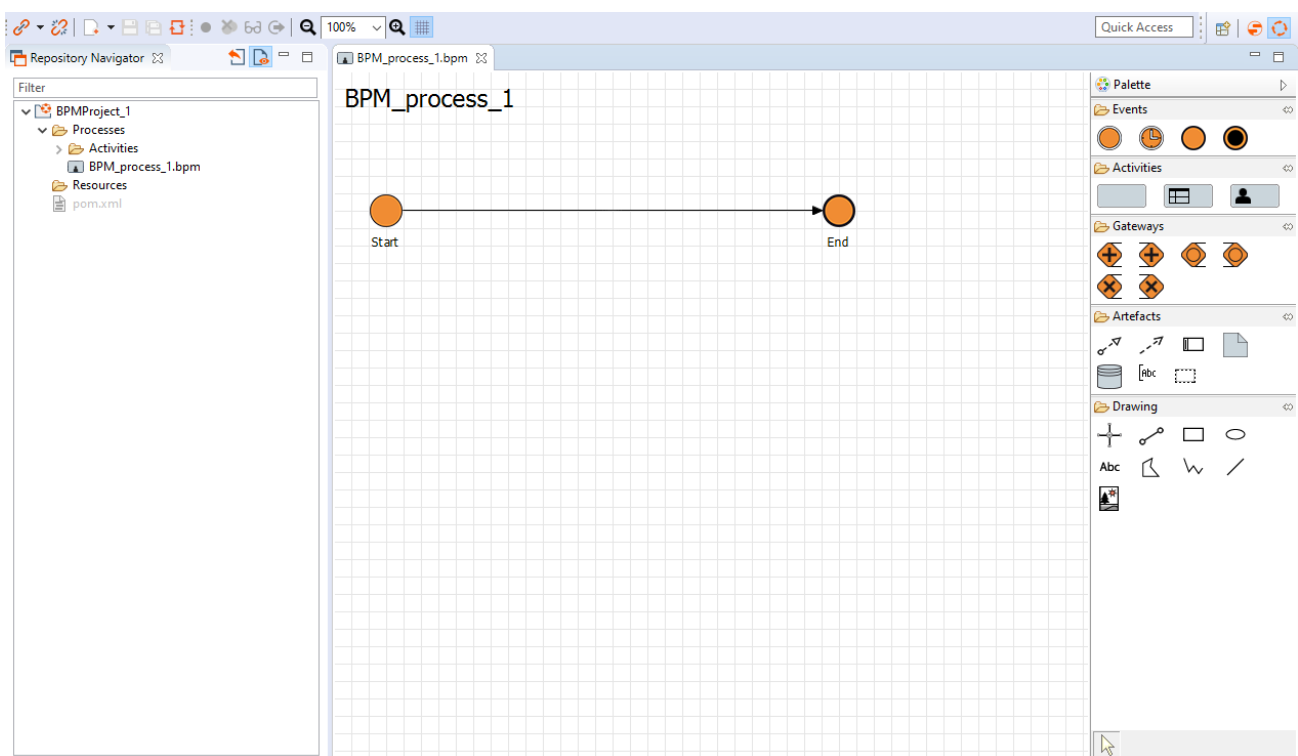 100%
Quick Access
Repository Navigator
BPM_process_1.bpm
Filter
BPMProject_1
Processes
Activities
BPM_process_1.bpm
Resources
pom.xml
BPM_process_1
Start
End
Palette
Events
Activities
Gateways
Artefacts
Abc
Drawing
Abc